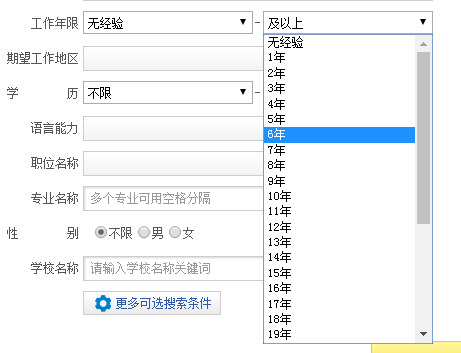 工作年限 无经验 - 及以上
无经验
1年
期望工作地区
2年
3年
学 历 不限 -
4年
5年
语言能力
6年
7年
职位名称
8年
9年
专业名称 多个专业可用空格分隔
10年
11年
12年
性 别 不限 男 女
13年
14年
15年
学校名称 请输入学校名称关键词
16年
17年
更多可选搜索条件
18年
19年